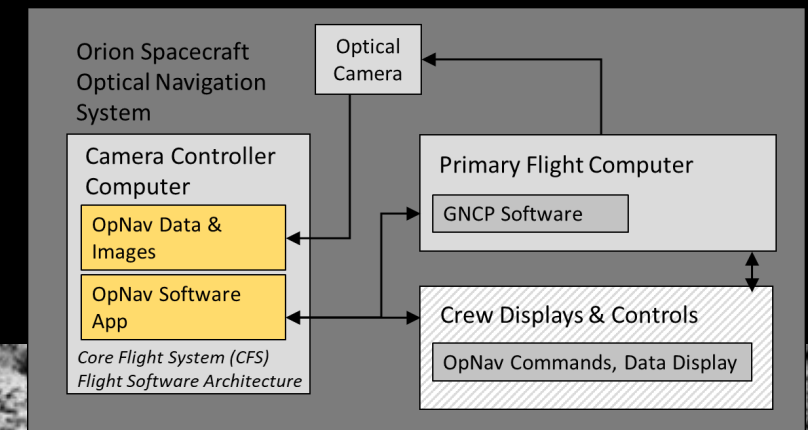 Orion Spacecraft
Optical Navigation
System
Optical
Camera
Camera Controller
Computer
OpNav Data &
Images
OpNav Software
App
Core Flight System (CFS)
Flight Software Architecture
Primary Flight Computer
GNCP Software
Crew Displays & Controls
OpNav Commands, Data Display